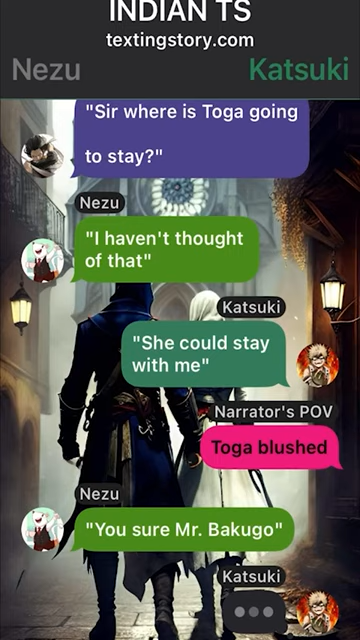 INDIAN TS
textingstory.com
Nezu
Katsuki
"Sir where is Toga going
to stay?"
Nezu
"I haven't thought
of that"
Katsuki
"She could stay
with me"
Narrator's POV
Toga blushed
Nezu
"You sure Mr. Bakugo"
Katsuki